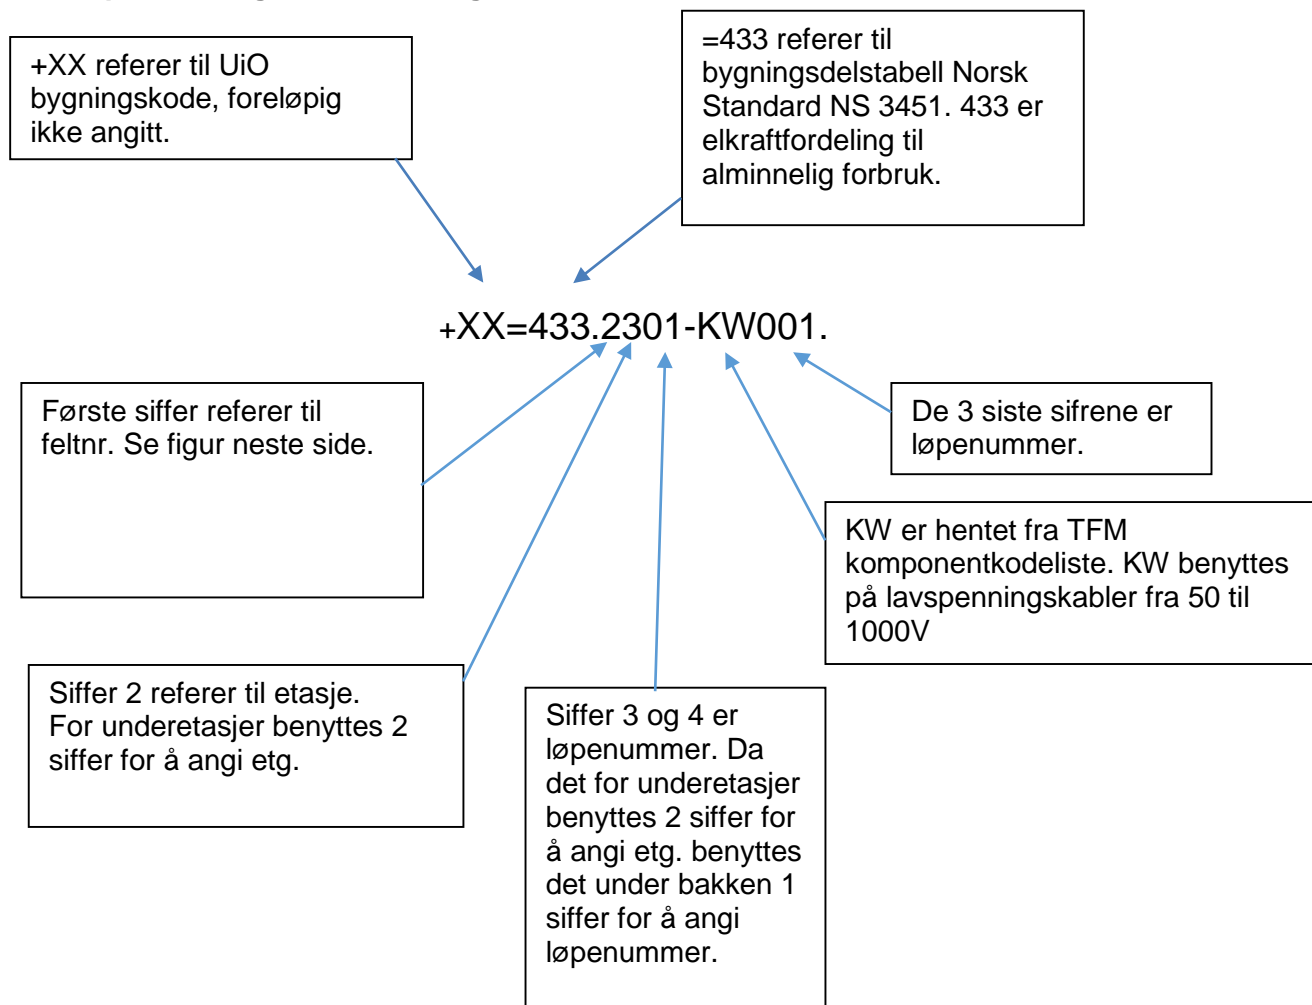 +XX referer til UiO
bygningskode, foreløpig
ikke angitt.
=433 referer til
bygningsdelstabell Norsk
Standard NS 3451. 433 er
elkraftfordeling til
alminnelig forbruk.
+XX=433.2301-KW001.
Første siffer referer til
feltnr. Se figur neste side.
De 3 siste sifrene er
løpenummer.
KW er hentet fra TFM
komponentkodeliste. KW benyttes
på lavspenningskabler fra 50 til
1000V
Siffer 2 referer til etasje.
For underetasjer benyttes 2
siffer for å angi etg.
Siffer 3 og 4 er
løpenummer. Da
det for underetasjer
benyttes 2 siffer for
å angi etg. benyttes
det under bakken 1
siffer for å angi
løpenummer.